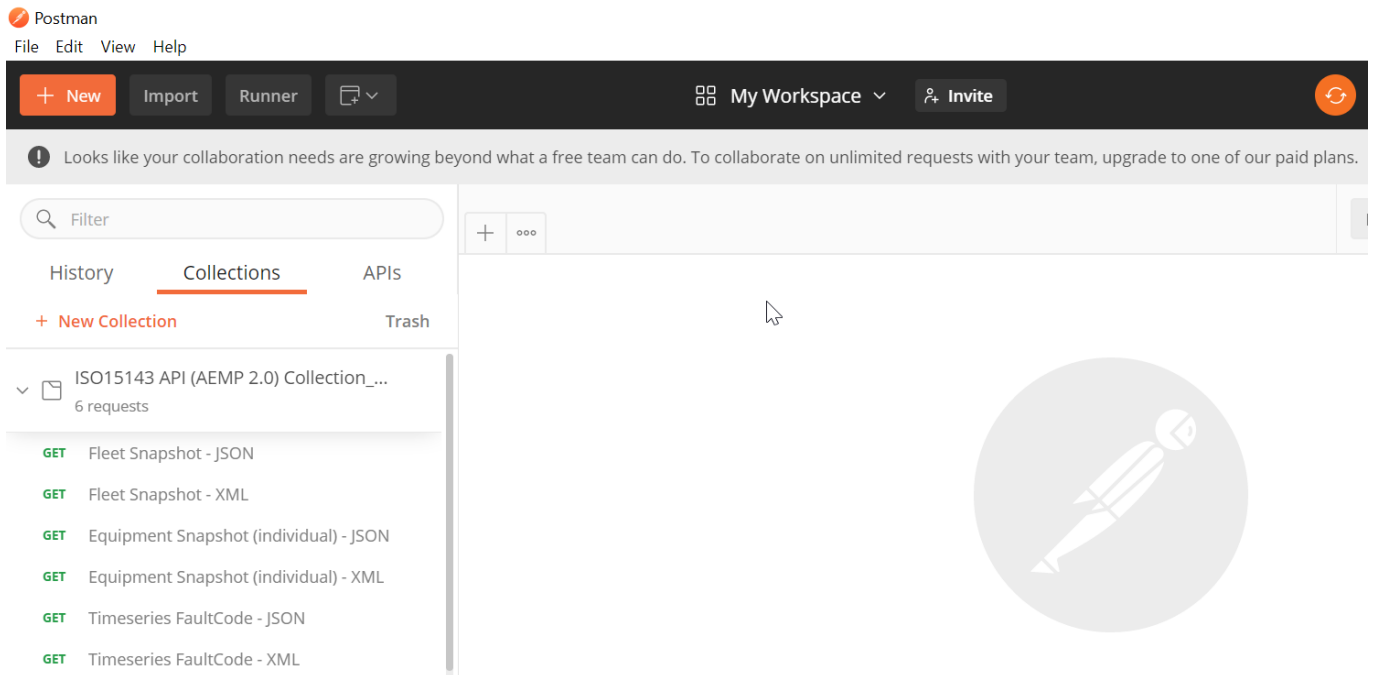 Postman
File Edit View Help
+ New Import Runner My Workspace Invite
Looks like your collaboration needs are growing beyond what a free team can do. To collaborate on unlimited requests with your team, upgrade to one of our paid plans.
Filter
History Collections APIs
+ New Collection Trash
ISO15143 API (AEMP 2.0) Collection_...
6 requests
GET Fleet Snapshot - JSON
GET Fleet Snapshot - XML
GET Equipment Snapshot (individual) - JSON
GET Equipment Snapshot (individual) - XML
GET Timeseries FaultCode - JSON
GET Timeseries FaultCode - XML